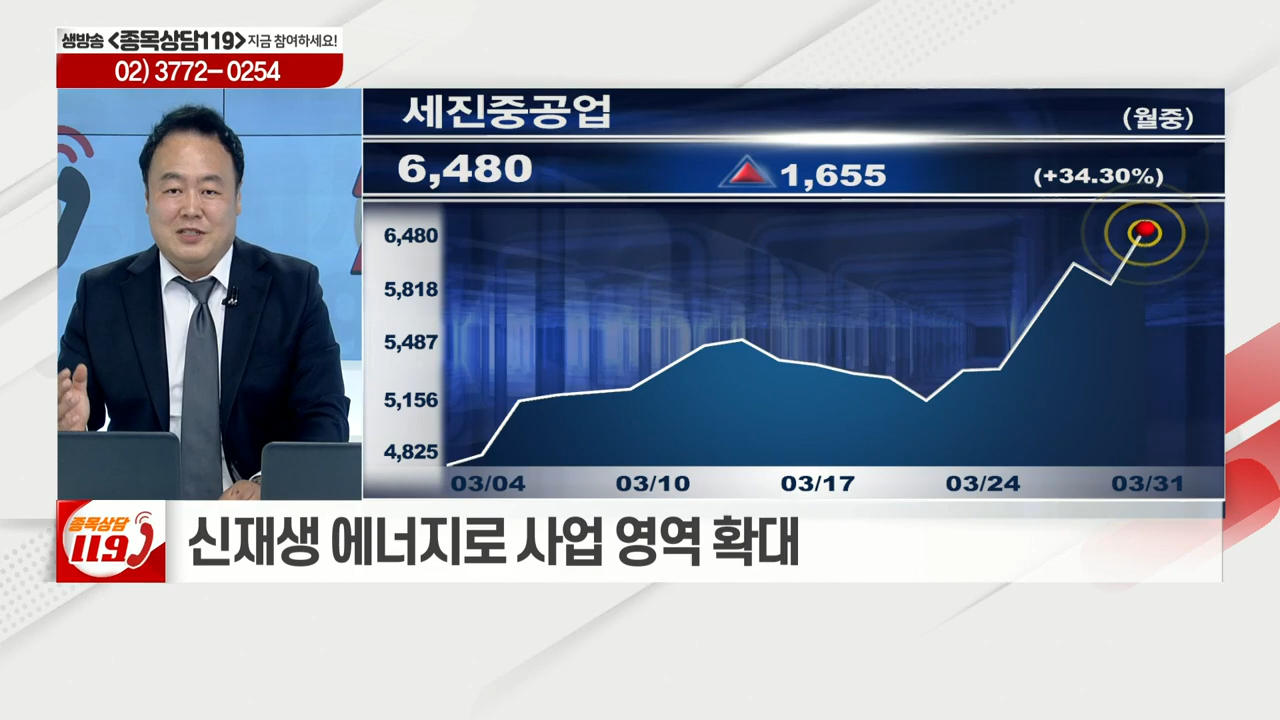 생방송 <종목상담119> 지금 참여하세요!
02) 3772-0254
세진중공업 (월중)
6,480 1,655 (+34.30%)
6,480
5,818
5,487
5,156
4,825
03/04 03/10 03/17 03/24 03/31
종목상담
119
신재생 에너지로 사업 영역 확대